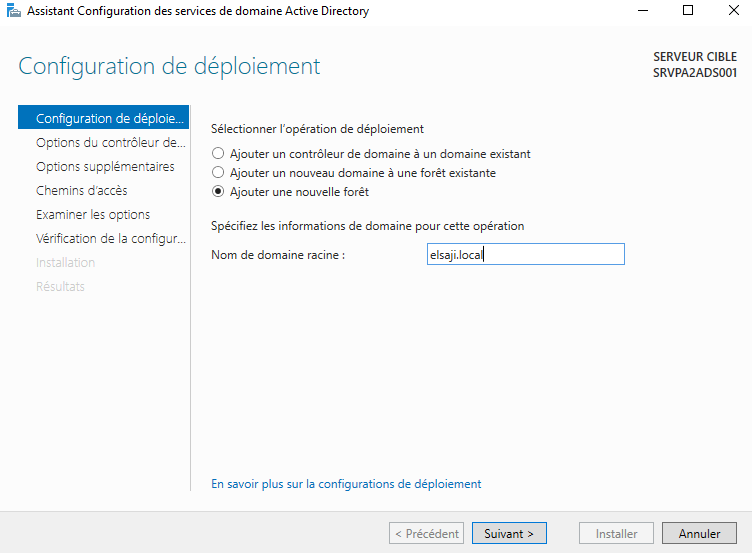 Assistant Configuration des services de domaine Active Directory
Configuration de déploiement
SERVEUR CIBLE
SRVPA2ADS001
Configuration de déploie...
Options du contrôleur de...
Options supplémentaires
Chemins d'accès
Examiner les options
Vérification de la configur...
Installation
Résultats
Sélectionner l'opération de déploiement
Ajouter un contrôleur de domaine à un domaine existant
Ajouter un nouveau domaine à une forêt existante
Ajouter une nouvelle forêt
Spécifiez les informations de domaine pour cette opération
Nom de domaine racine : elsaji.local
En savoir plus sur la configurations de déploiement
< Précédent Suivant > Installer Annuler